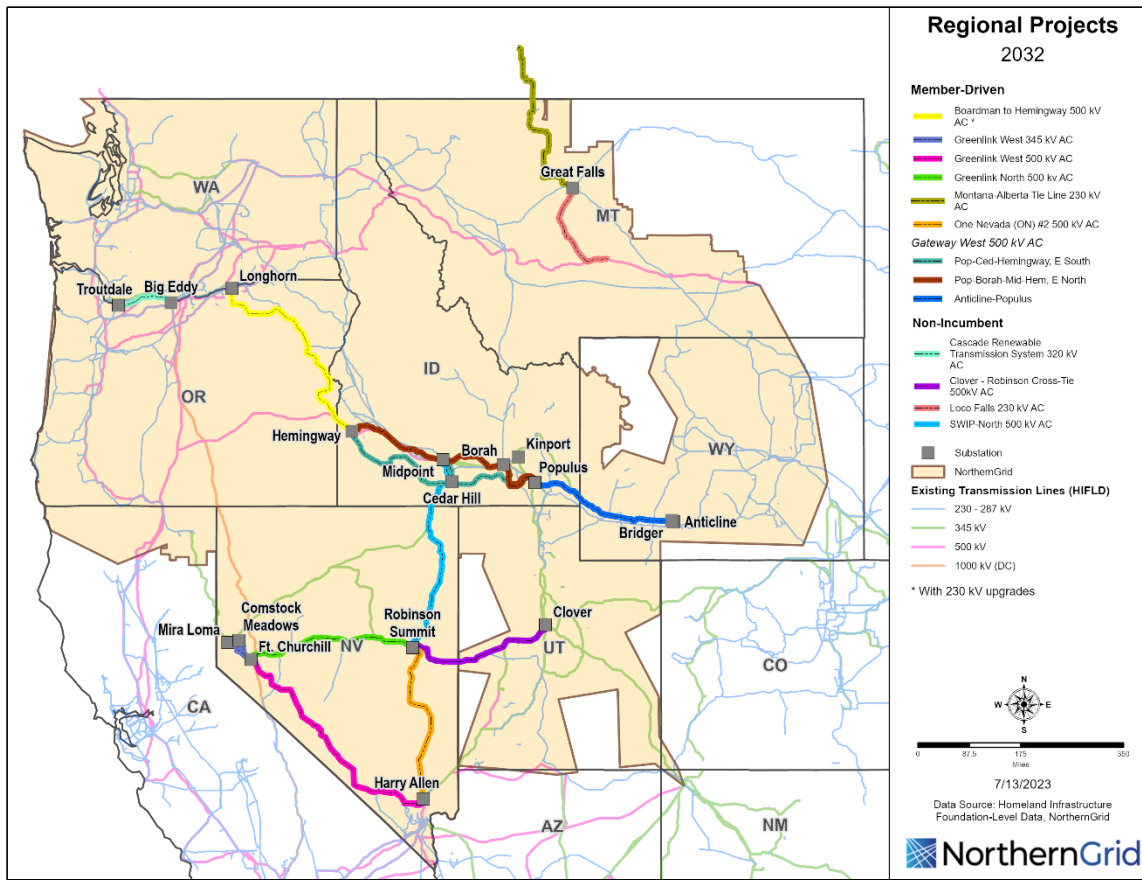 Regional Projects
2032
Member-Driven
Boardman to Hemingway 500 kV
AC *
Greenlink West 345 kV AC
Greenlink West 500 kV AC
Greenlink North 500 kv AC
Montana-Alberta Tie Line 230 kV
AC
One Nevada (ON) #2 500 kV AC
Gateway West 500 kV AC
Pop-Ced-Hemingway, E South
Pop-Borah-Mid-Hem, E North
Anticline-Populus
Non-Incumbent
Cascade Renewable
Transmission System 320 kV
AC
Clover - Robinson Cross-Tie
500kV AC
Loco Falls 230 kV AC
SWIP-North 500 kV AC
Substation
NorthernGrid
Existing Transmission Lines (HIFLD)
230 - 287 kV
345 kV
500 kV
1000 kV (DC)
* With 230 kV upgrades
N
W
E
S
0
87.5
175
350
Miles
7/13/2023
Data Source: Homeland Infrastructure
Foundation-Level Data, NorthernGrid
NorthernGrid
Great Falls
WA
MT
Longhorn
Big Eddy
Troutdale
ID
OR
Hemingway
Borah
Kinport
WY
Midpoint
Populus
Cedar Hill
Anticline
Bridger
Comstock
Meadows
Mira Loma
Ft. Churchill
NV
Robinson
Summit
Clover
UT
CO
CA
Harry Allen
AZ
NM